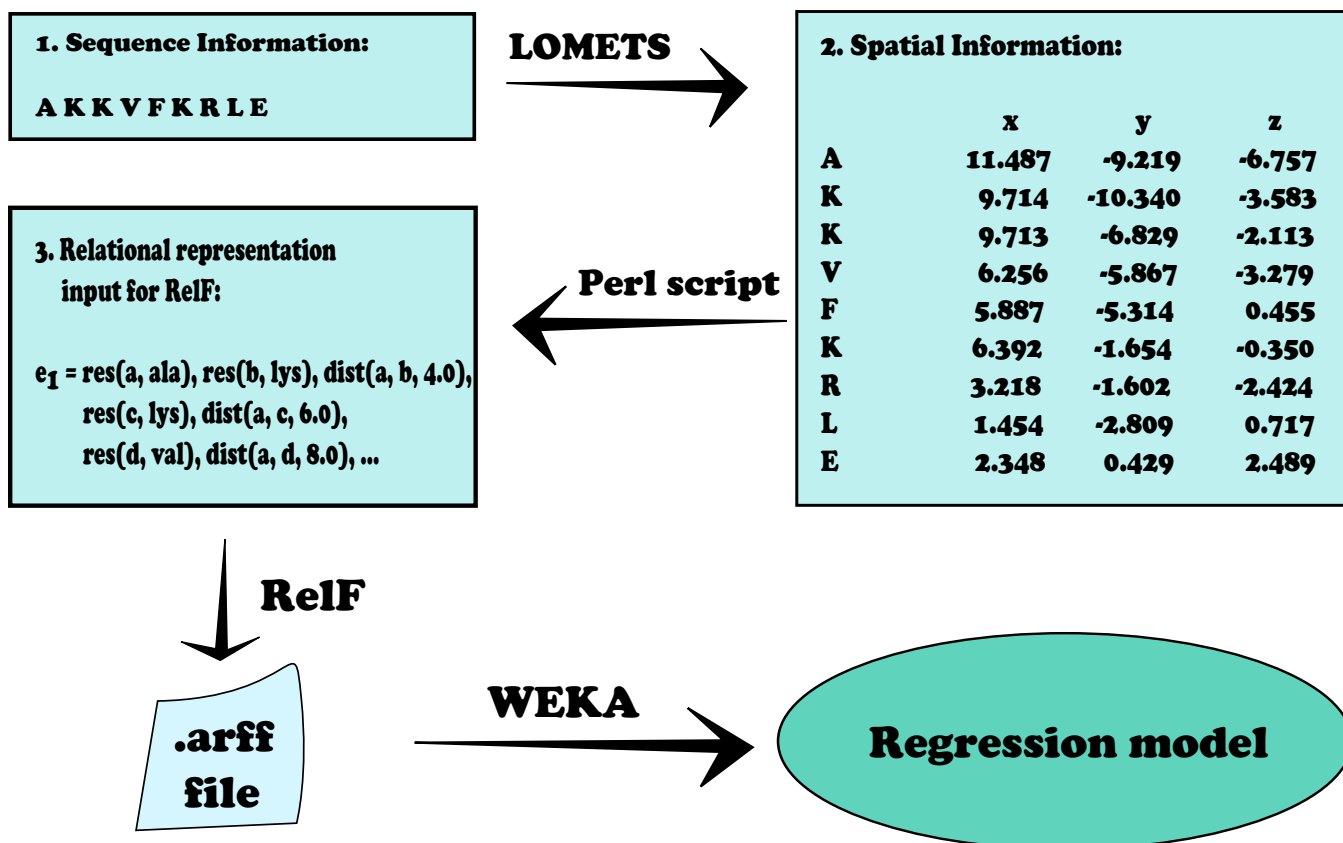 1. Sequence Information:
A K K V F K R L E
LOMETS
2. Spatial Information:
x y z
A 11.487 -9.219 -6.757
K 9.714 -10.340 -3.583
K 9.713 -6.829 -2.113
V 6.256 -5.867 -3.279
F 5.887 -5.314 0.455
K 6.392 -1.654 -0.350
R 3.218 -1.602 -2.424
L 1.454 -2.809 0.717
E 2.348 0.429 2.489
Perl script
3. Relational representation
input for RelF:
e1 = res(a, ala), res(b, lys), dist(a, b, 4.0),
res(c, lys), dist(a, c, 6.0),
res(d, val), dist(a, d, 8.0), ...
RelF
.arff
file
WEKA
Regression model